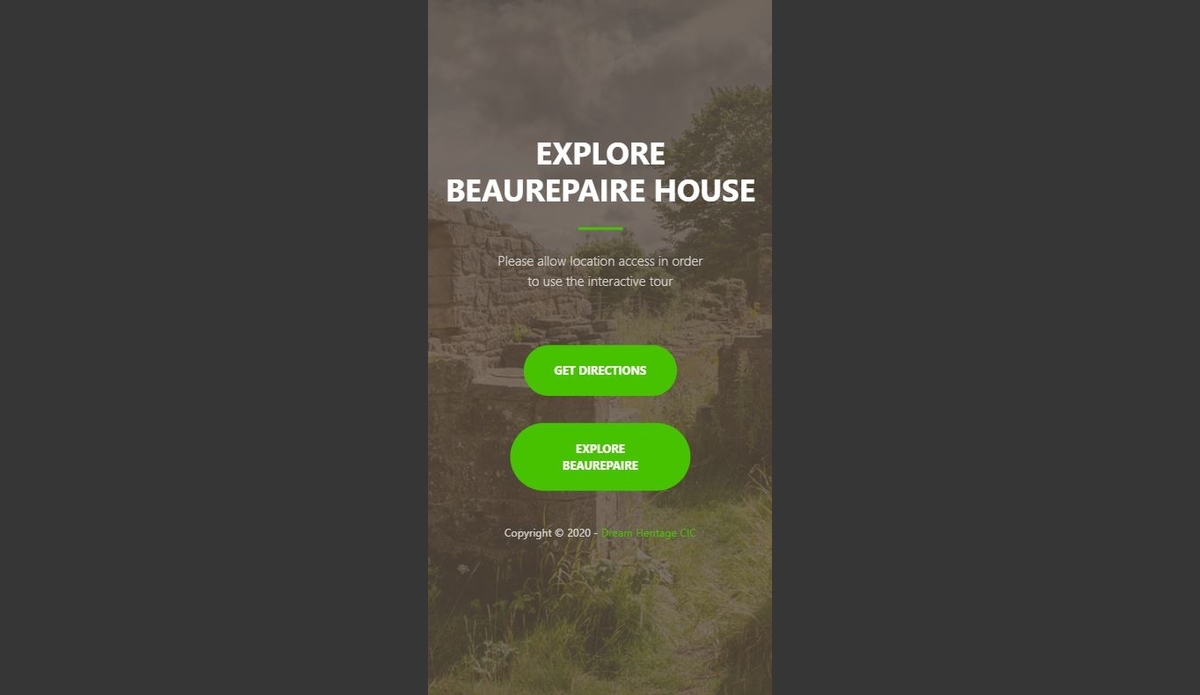 EXPLORE
BEAUREPAIRE HOUSE
Please allow location access in order
to use the interactive tour
GET DIRECTIONS
EXPLORE
BEAUREPAIRE
Copyright © 2020 - Dream Heritage CIC